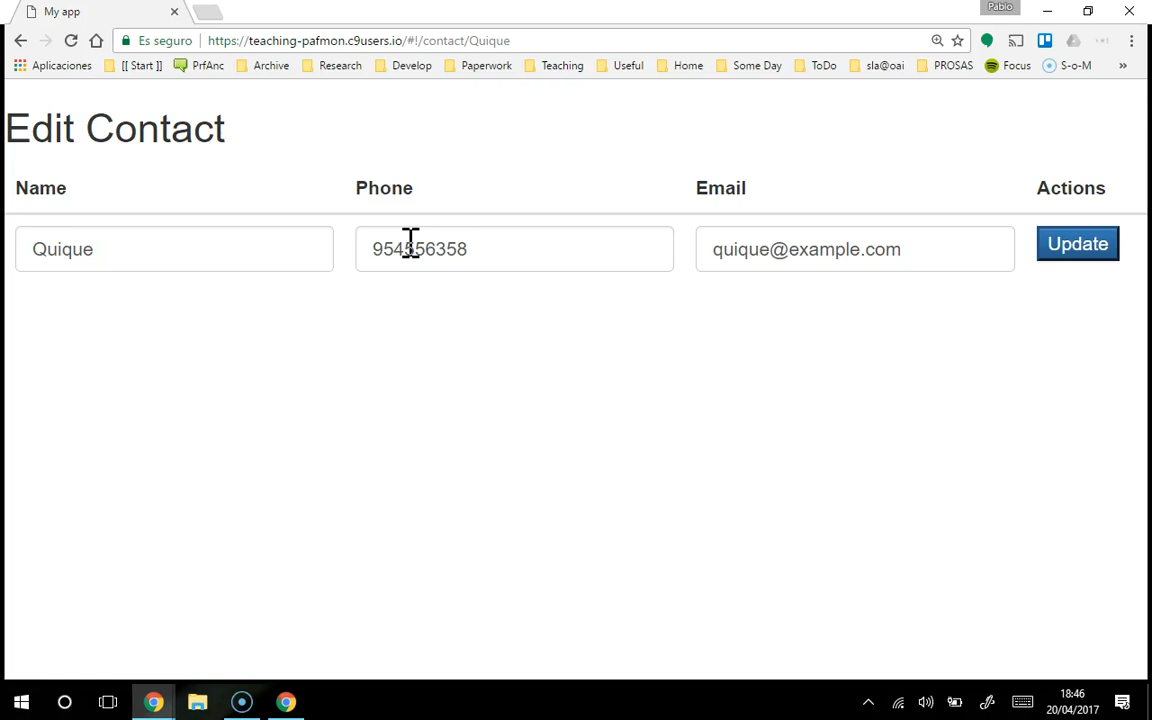 My app
Pablo
Es seguro https://teaching-pafmon.c9users.io/#!/contact/Quique
Aplicaciones [[ Start ]] PrfAnc Archive Research Develop Paperwork Teaching Useful Home Some Day ToDo sla@oai PROSAS Focus S-o-M »
Edit Contact
Name Phone Email Actions
Quique 954556358 quique@example.com Update
18:46
20/04/2017